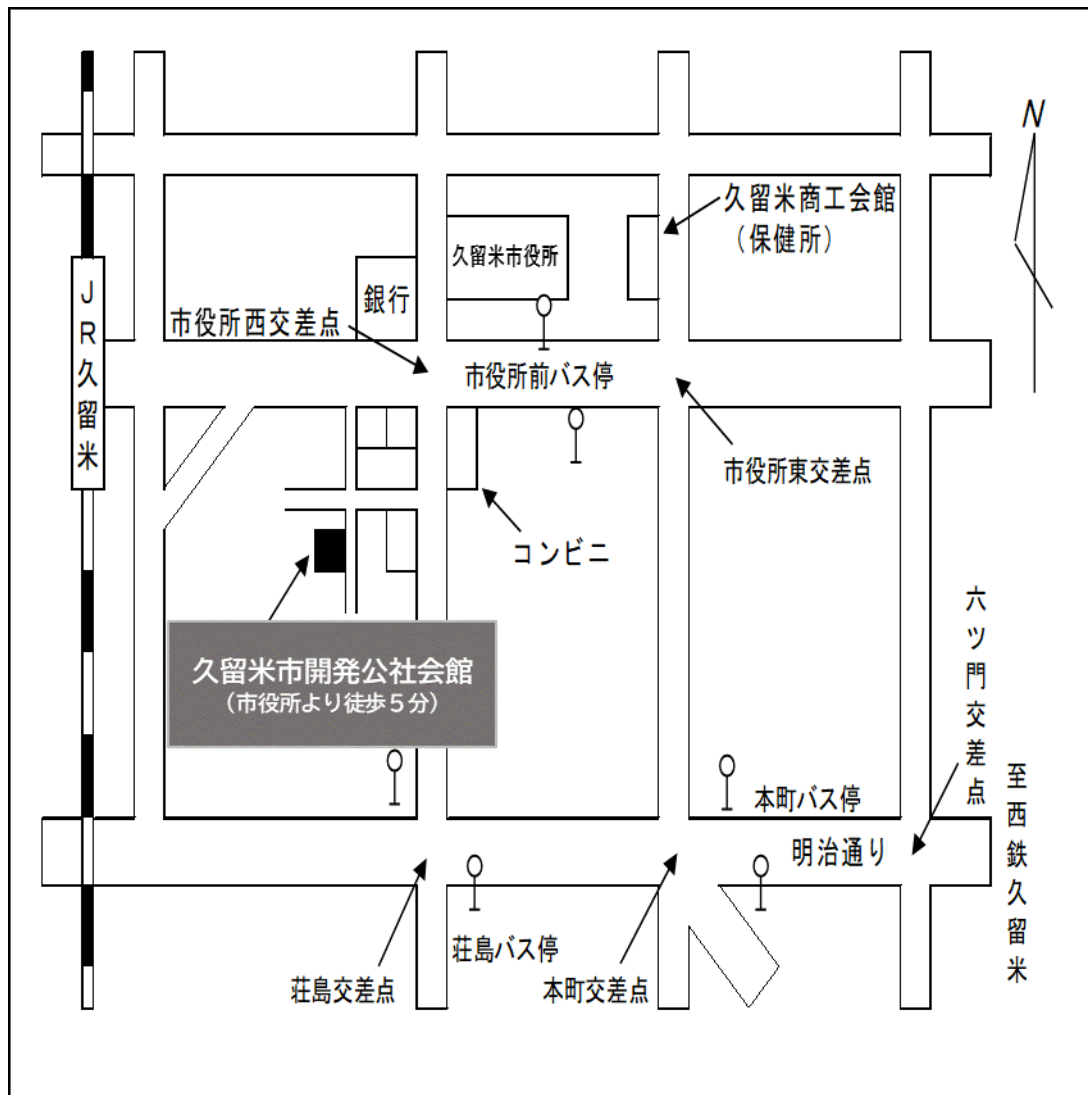 N
久留米商工会館
（保健所）
久留米市役所
銀行
JR久留米
市役所西交差点
市役所前バス停
市役所東交差点
コンビニ
久留米市開発公社会館
（市役所より徒歩５分）
六ツ門交差点
至西鉄久留米
本町バス停
明治通り
荘島バス停
荘島交差点
本町交差点